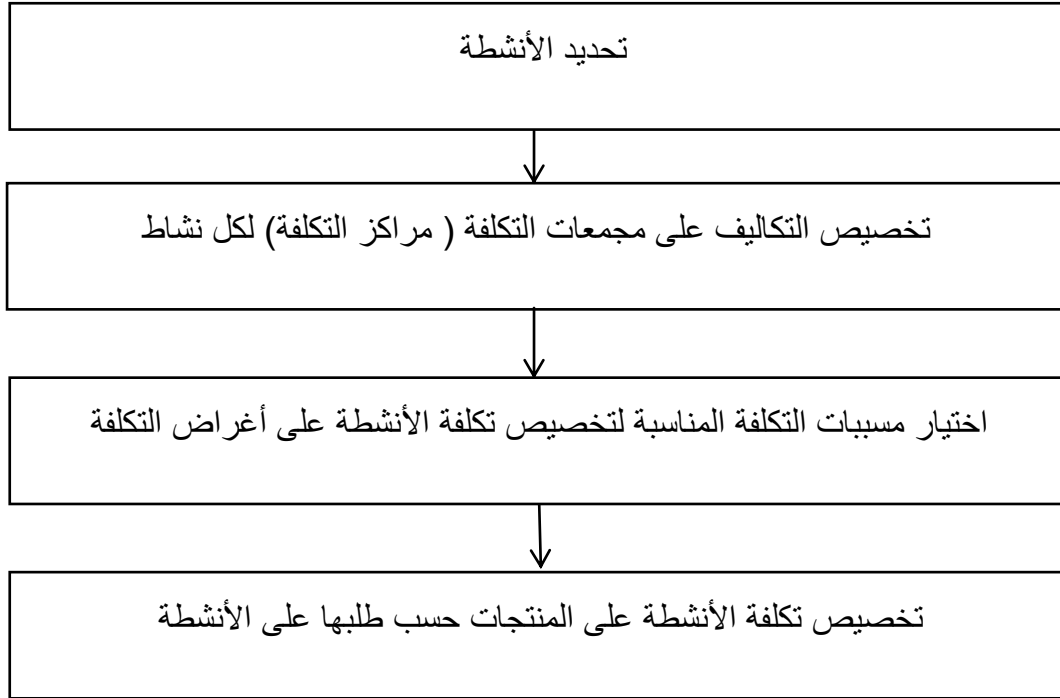 تحديد الأنشطة
تخصيص التكاليف على مجمعات التكلفة ( مراكز التكلفة) لكل نشاط
اختيار مسببات التكلفة المناسبة لتخصيص تكلفة الأنشطة على أغراض التكلفة
تخصيص تكلفة الأنشطة على المنتجات حسب طلبها على الأنشطة